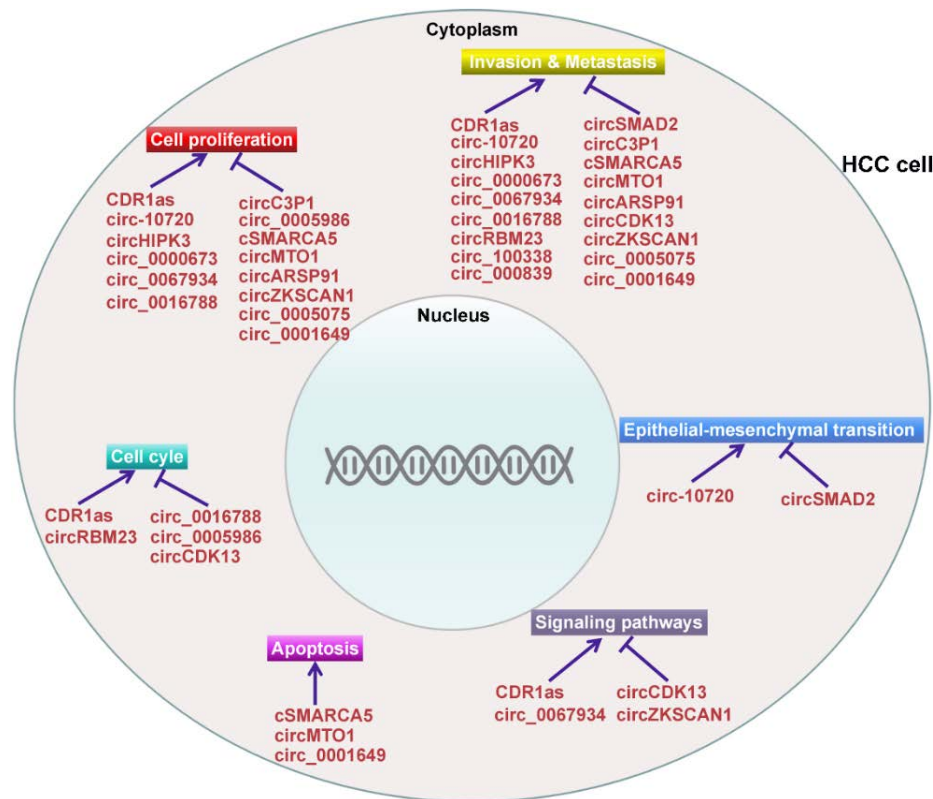 Cytoplasm
Invasion & Metastasis
CDR1as
circ-10720
circHIPK3
circ_0000673
circ_0067934
circ_0016788
circRBM23
circ_100338
circ_000839
circSMAD2
circC3P1
cSMARCA5
circMTO1
circARSP91
circCDK13
circZKSCAN1
circ_0005075
circ_0001649
HCC cell
Cell proliferation
CDR1as
circ-10720
circHIPK3
circ_0000673
circ_0067934
circ_0016788
circC3P1
circ_0005986
cSMARCA5
circMTO1
circARSP91
circZKSCAN1
circ_0005075
circ_0001649
Nucleus
Epithelial-mesenchymal transition
circ-10720
circSMAD2
Cell cyle
CDR1as
circRBM23
circ_0016788
circ_0005986
circCDK13
Signaling pathways
CDR1as
circ_0067934
circCDK13
circZKSCAN1
Apoptosis
cSMARCA5
circMTO1
circ_0001649